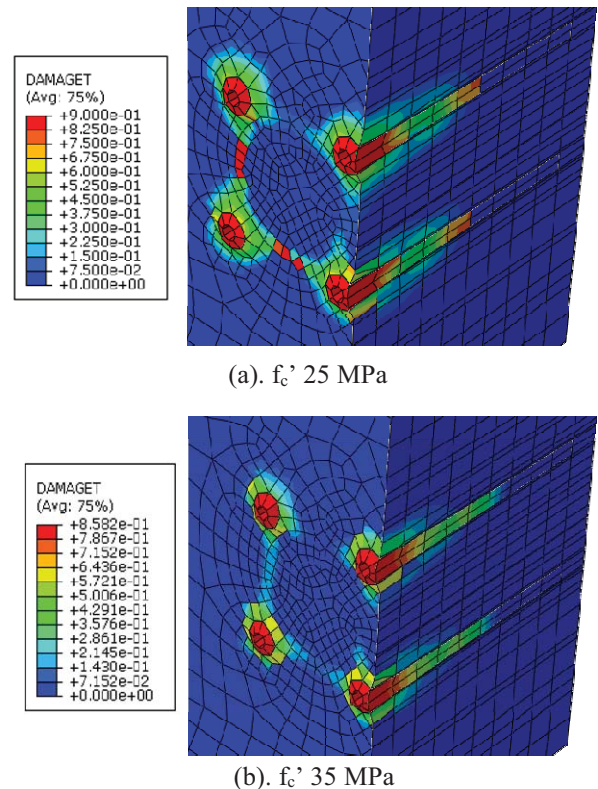 DAMAGET
(Avg: 75%)
+9.000e-01
+8.250e-01
+7.500e-01
+6.750e-01
+6.000e-01
+5.250e-01
+4.500e-01
+3.750e-01
+3.000e-01
+2.250e-01
+1.500e-01
+7.500e-02
+0.000e+00
(a). fc’ 25 MPa
DAMAGET
(Avg: 75%)
+8.582e-01
+7.867e-01
+7.152e-01
+6.436e-01
+5.721e-01
+5.006e-01
+4.291e-01
+3.576e-01
+2.861e-01
+2.145e-01
+1.430e-01
+7.152e-02
+0.000e+00
(b). fc’ 35 MPa